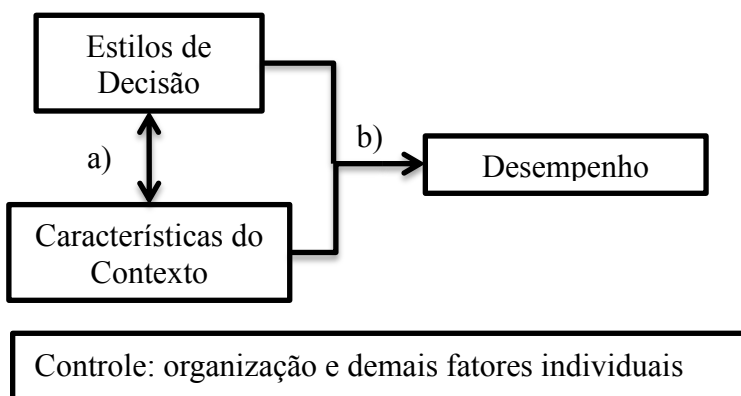 Estilos de
Decisão
a)
b)
Desempenho
Características do
Contexto
Controle: organização e demais fatores individuais